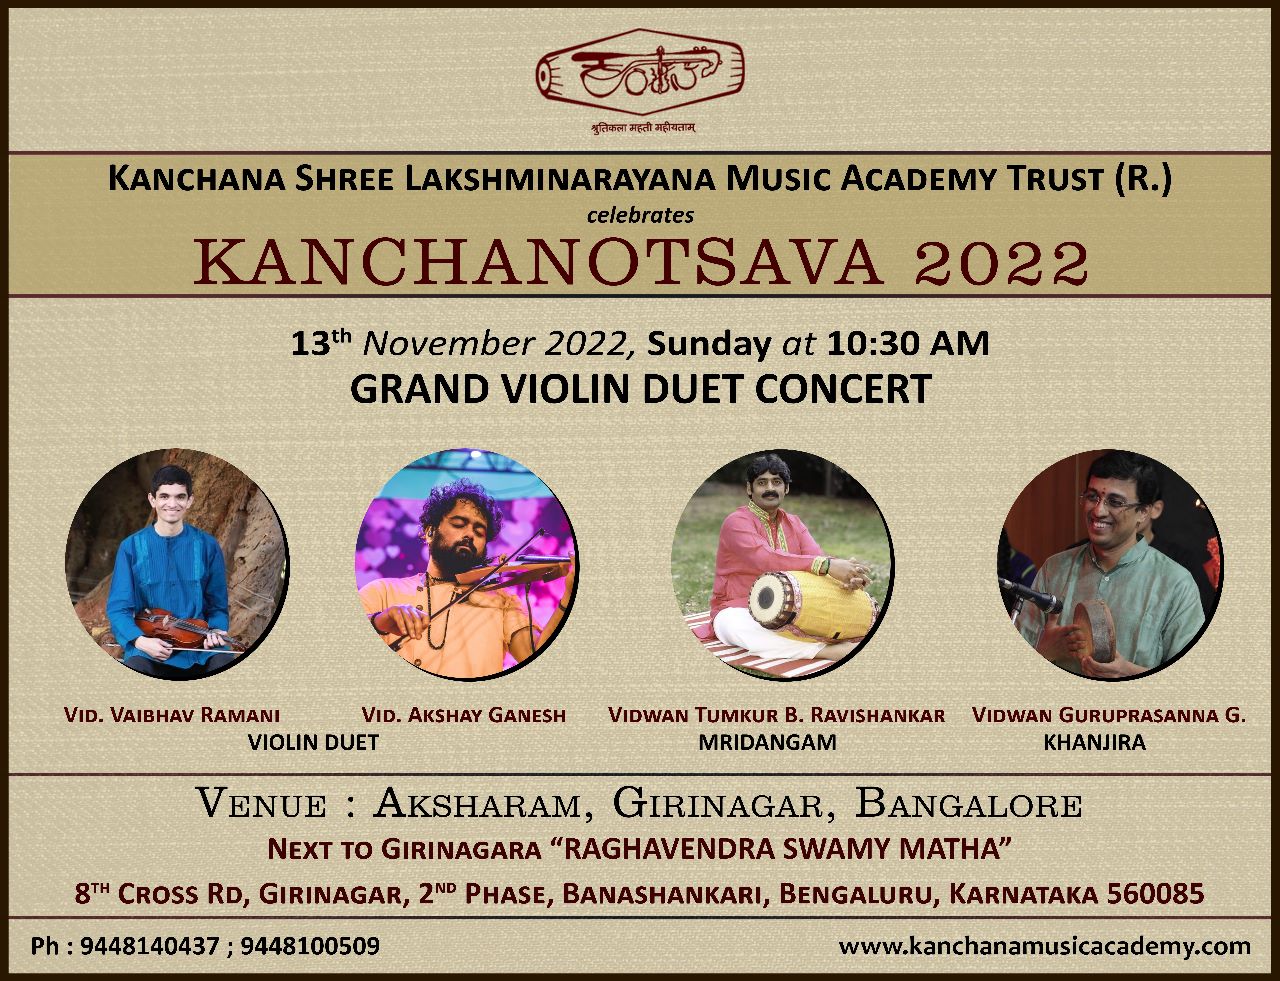 श्रुतिकला महती महीयताम्
KANCHANA SHREE LAKSHMINARAYANA MUSIC ACADEMY TRUST (R.)
celebrates
KANCHANOTSAVA 2022
13th November 2022, Sunday at 10:30 AM
GRAND VIOLIN DUET CONCERT
VID. VAIBHAV RAMANI VID. AKSHAY GANESH VIDWAN TUMKUR B. RAVISHANKAR VIDWAN GURUPRASANNA G.
VIOLIN DUET MRIDANGAM KHANJIRA
VENUE : AKSHARAM, GIRINAGAR, BANGALORE
NEXT TO GIRINAGARA “RAGHAVENDRA SWAMY MATHA”
8TH CROSS RD, GIRINAGAR, 2ND PHASE, BANASHANKARI, BENGALURU, KARNATAKA 560085
Ph : 9448140437 ; 9448100509 www.kanchanamusicacademy.com